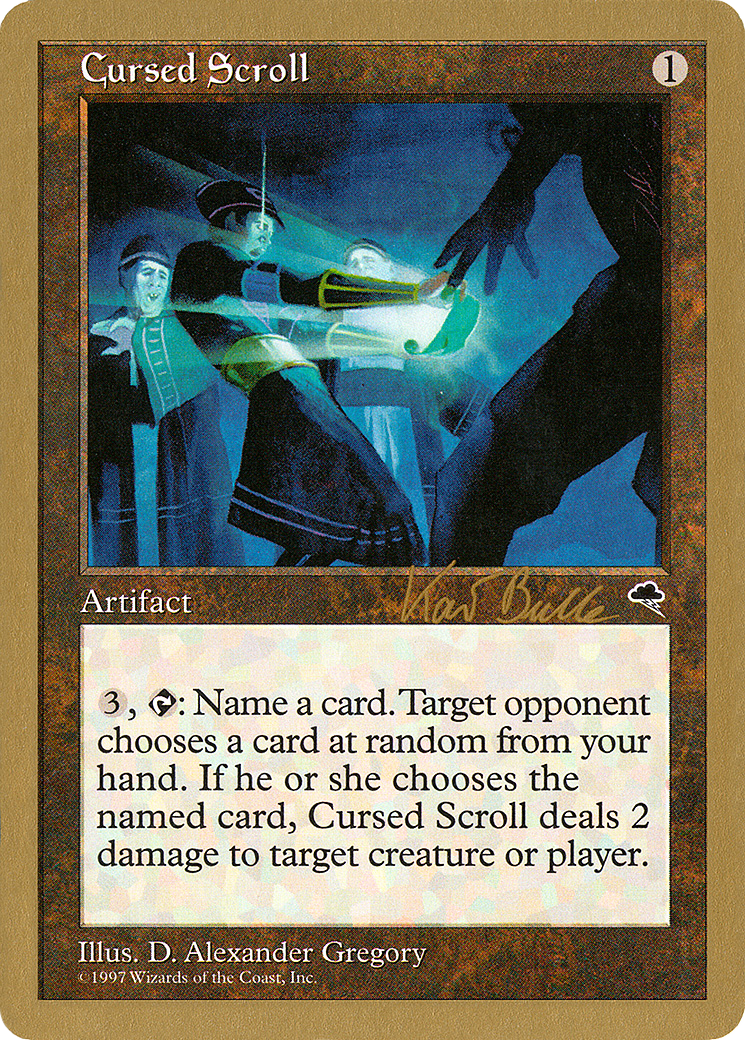 Cursed Scroll
1
Artifact
Kai Budde
3, : Name a card. Target opponent
chooses a card at random from your
hand. If he or she chooses the
named card, Cursed Scroll deals 2
damage to target creature or player.
Illus. D. Alexander Gregory
©1997 Wizards of the Coast, Inc.